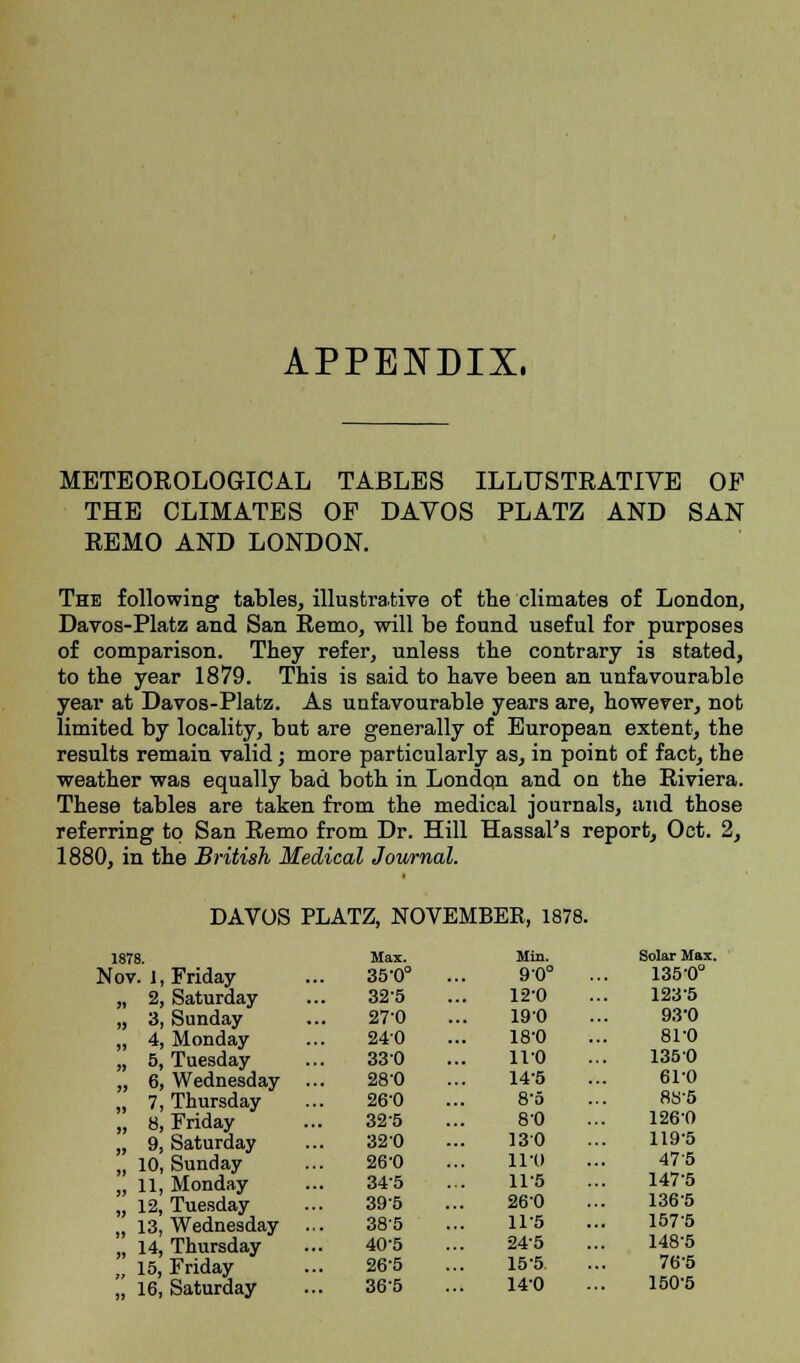 APPENDIX.
METEOROLOGICAL TABLES ILLUSTRATIVE OF
THE CLIMATES OF DAVOS PLATZ AND SAN
REMO AND LONDON.
The following tables, illustrative of the climates of London,
Davos-Platz and San Remo, will be found useful for purposes
of comparison. They refer, unless the contrary is stated,
to the year 1879. This is said to have been an unfavourable
year at Davos-Platz. As unfavourable years are, however, not
limited by locality, but are generally of European extent, the
results remain valid; more particularly as, in point of fact, the
weather was equally bad both in London and on the Riviera.
These tables are taken from the medical journals, and those
referring to San Remo from Dr. Hill Hassal's report, Oct. 2,
1880, in the British Medical Journal.
DAVOS PLATZ, NOVEMBER, 1878.
1878. Max. Min. Solar Max.
Nov. 1, Friday ... 35·0° ... 9·0° ... 135·0°
„ 2, Saturday ... 32·5 ... 12·0 ... 123·5
„ 3, Sunday ... 27·0 ... 19·0 ... 93·0
„ 4, Monday ... 24·0 ... 18·0 ... 81·0
„ 5, Tuesday ... 33·0 ... 11·0 ... 135·0
„ 6, Wednesday ... 28·0 ... 14·5 ... 61·0
„ 7, Thursday ... 26·0 ... 8·5 ... 88·5
„ 8, Friday ... 32·5 ... 8·0 ... 126·0
„ 9, Saturday ... 32·0 ... 13·0 ... 119·5
„ 10, Sunday ... 26·0 ... 11·0 ... 47·5
„ 11, Monday ... 34·5 ... 11·5 ... 147·5
„ 12, Tuesday ... 39·5 ... 26·0 ... 136·5
„ 13, Wednesday ... 38·5 ... 11·5 ... 157·5
„ 14, Thursday ... 40·5 ... 24·5 ... 148·5
„ 15, Friday ... 26·5 ... 15·5 ... 76·5
„ 16, Saturday ... 36·5 ... 14·0 ... 150·5